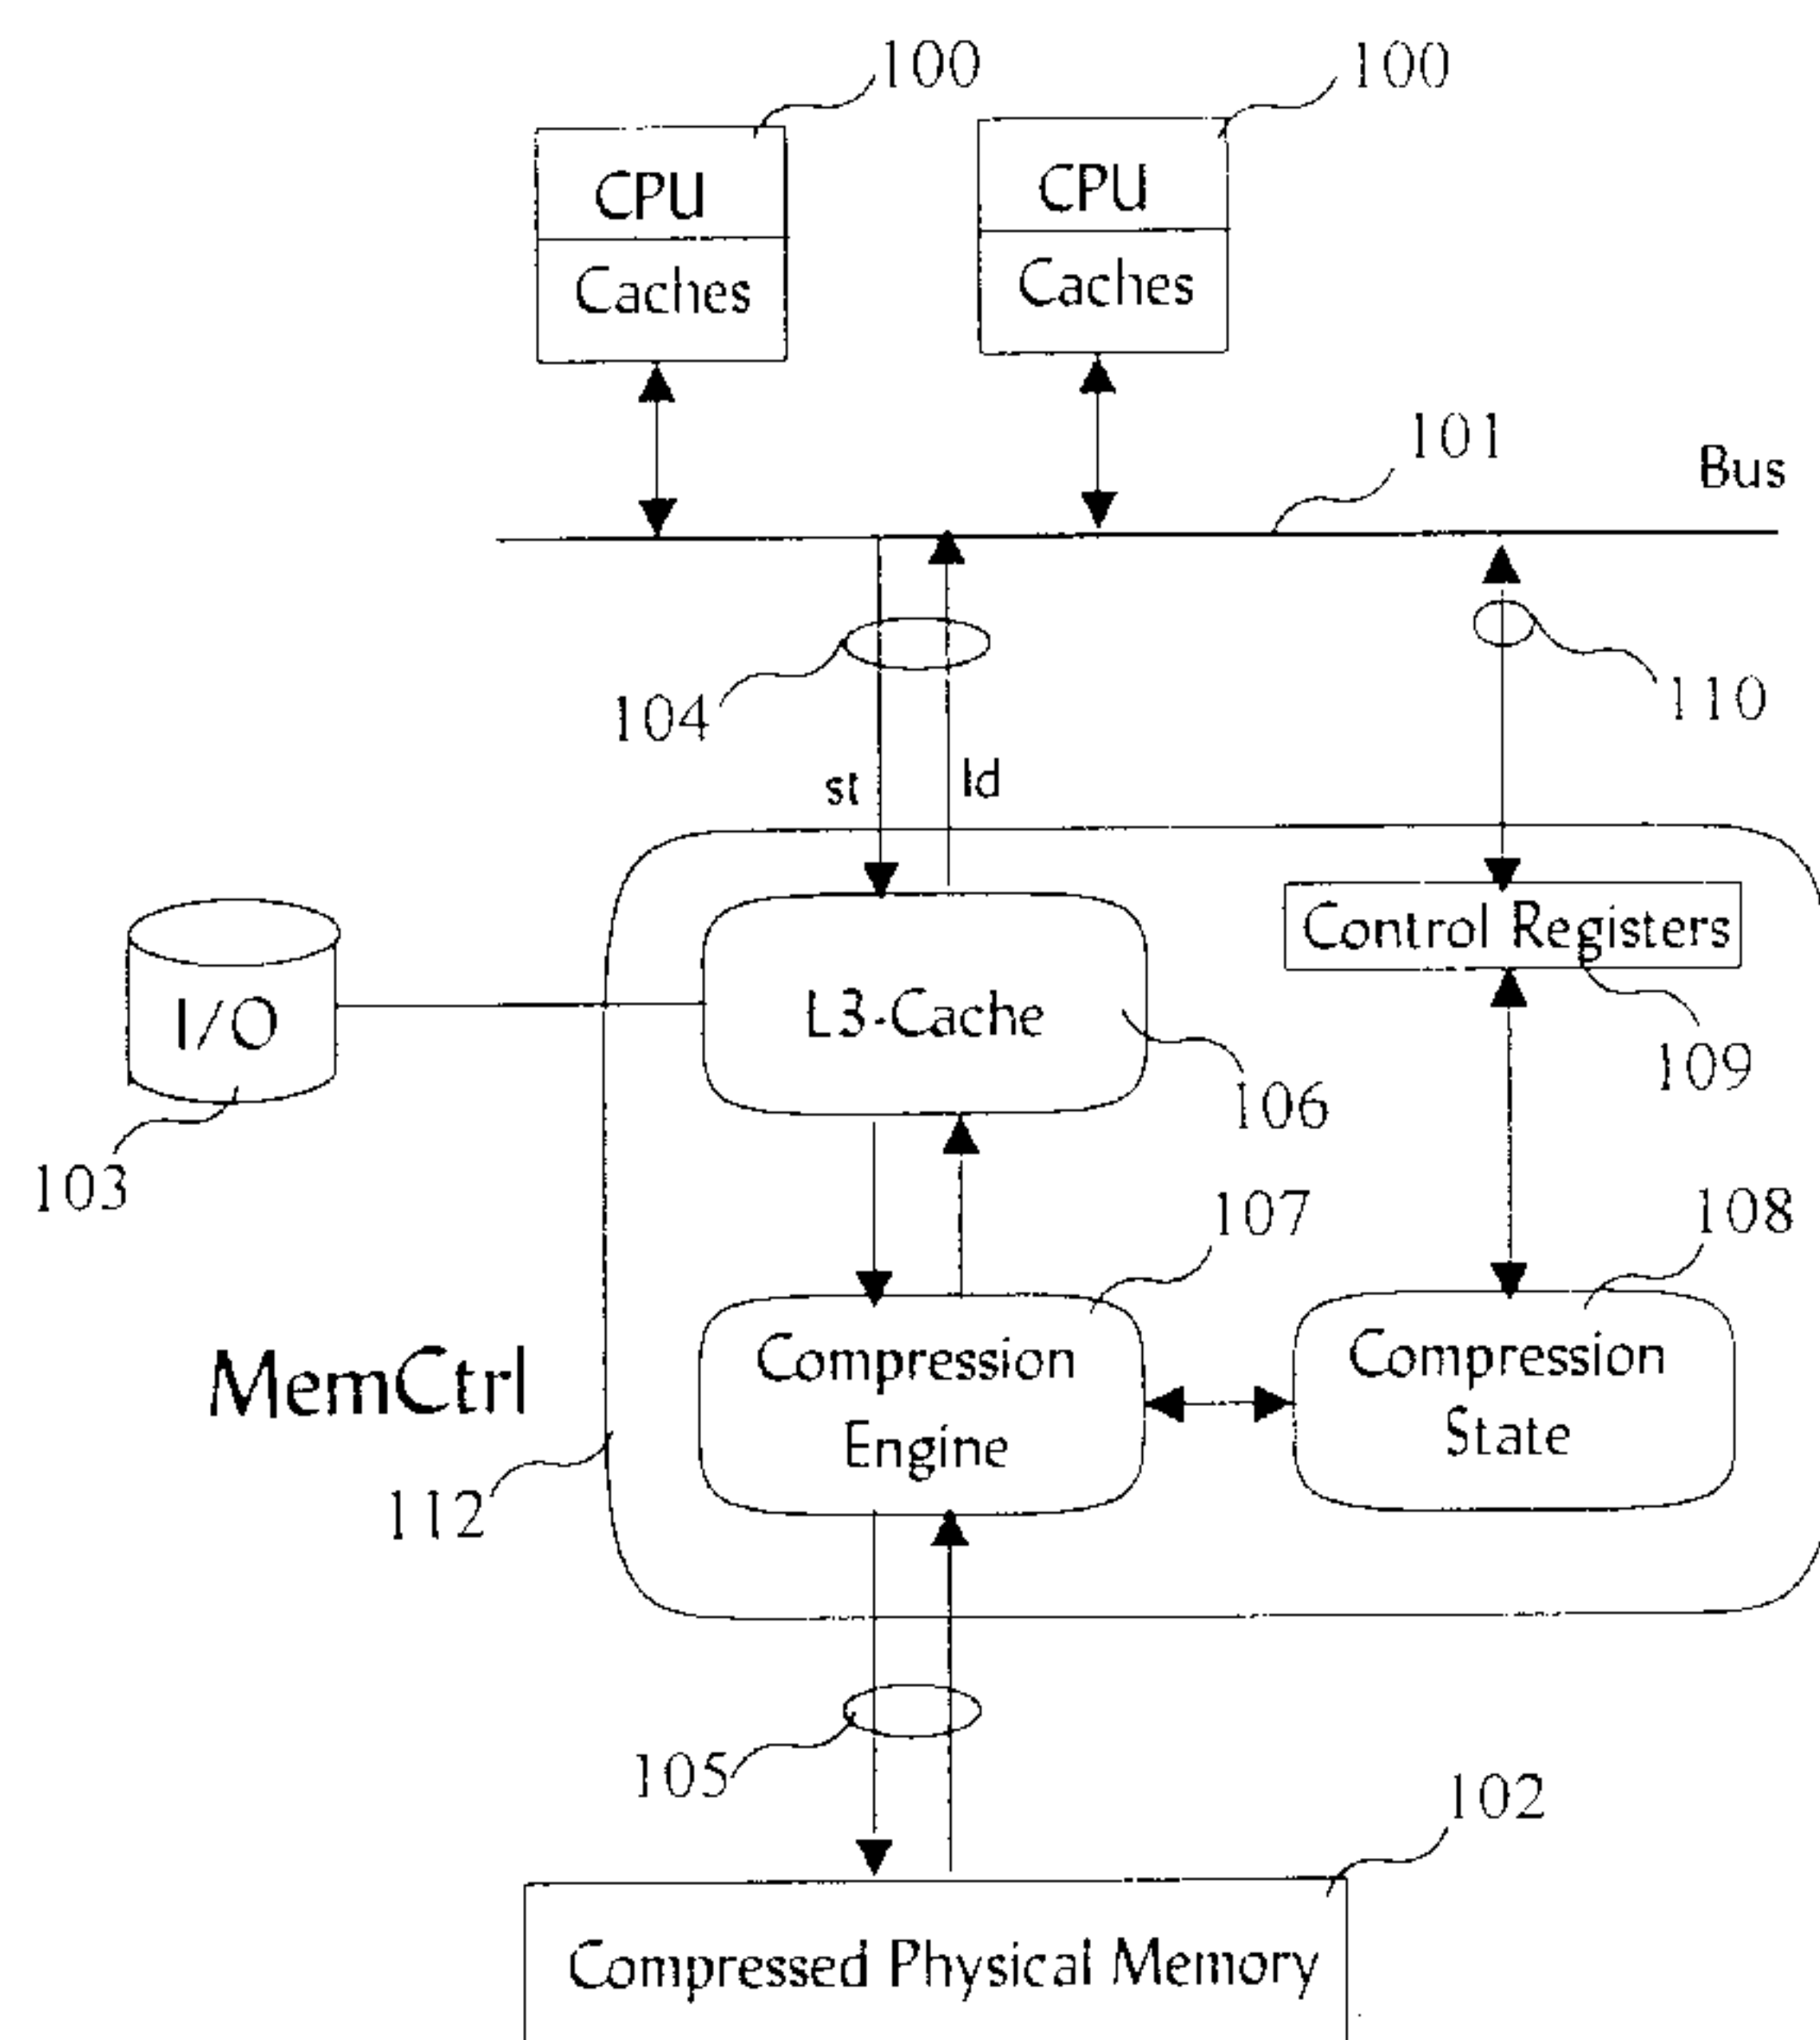 100
100
CPU
CPU
Caches
Caches
101
Bus
104
110
st
ld
Control Registers
I/O
L3-Cache
109
106
103
107
108
Compression
Engine
Compression
State
MemCtrl
112
105
102
Compressed Physical Memory